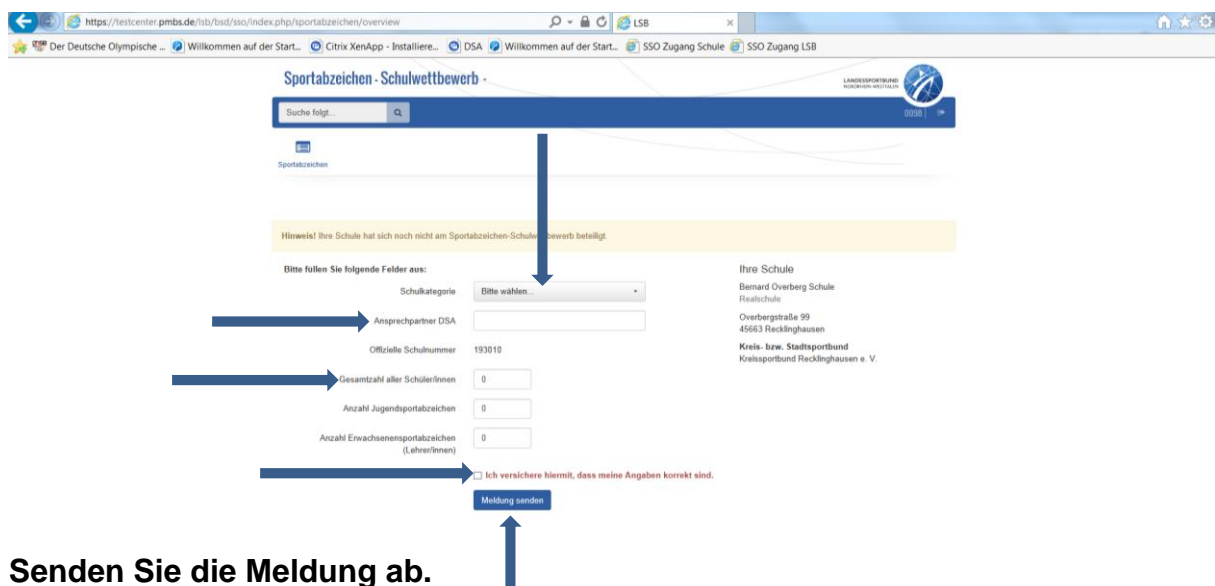 https://testcenter.pmbs.de/lsb/bsd/sso/index.php/sportabzeichen/overview
LSB
Der Deutsche Olympische ...
Willkommen auf der Start...
Citrix XenApp - Installiere...
DSA
Willkommen auf der Start...
SSO Zugang Schule
SSO Zugang LSB
Sportabzeichen - Schulwettbewerb -
LANDESSPORTBUND
NORDRHEIN-WESTFALEN
Suche folgt...
0098
Sportabzeichen
Hinweis! Ihre Schule hat sich noch nicht am Sportabzeichen-Schulwettbewerb beteiligt.
Bitte füllen Sie folgende Felder aus:
Schulkategorie Bitte wählen...
Ansprechpartner DSA
Offizielle Schulnummer 193010
Gesamtzahl aller Schüler/innen 0
Anzahl Jugendsportabzeichen 0
Anzahl Erwachsenensportabzeichen 0
(Lehrer/innen)
Ich versichere hiermit, dass meine Angaben korrekt sind.
Meldung senden
Ihre Schule
Bernard Overberg Schule
Realschule
Overbergstraße 99
45663 Recklinghausen
Kreis- bzw. Stadtsportbund
Kreissportbund Recklinghausen e. V.
Senden Sie die Meldung ab.